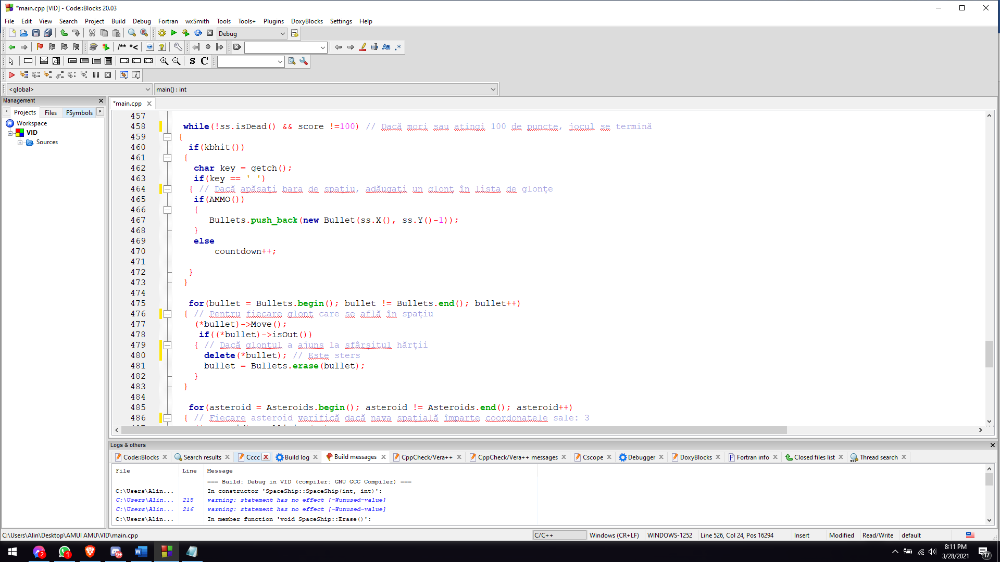 *main.cpp [VID] - Code::Blocks 20.03
File Edit View Search Project Build Debug Fortran wxSmith Tools Tools+ Plugins DoxyBlocks Settings Help
Debug
/** *<
S C
<global> main() : int
Management
*main.cpp
Projects Files FSymbols
Workspace
VID
Sources
457
458 while(!ss.isDead() && score !=100) // Dacă mori sau atingi 100 de puncte, jocul se termină
459 {
460 if(kbhit())
461 {
462 char key = getch();
463 if(key == ' ')
464 { // Dacă apăsați bara de spațiu, adăugați un glonț în lista de glonțe
465 if(AMMO())
466 {
467 Bullets.push_back(new Bullet(ss.X(), ss.Y()-1));
468 }
469 else
470 countdown++;
471
472 }
473 }
474
475 for(bullet = Bullets.begin(); bullet != Bullets.end(); bullet++)
476 { // Pentru fiecare glonț care se află în spațiu
477 (*bullet)->Move();
478 if((*bullet)->isOut())
479 { // Dacă glonțul a ajuns la sfârșitul hărții
480 delete(*bullet); // Este șters
481 bullet = Bullets.erase(bullet);
482 }
483 }
484
485 for(asteroid = Asteroids.begin(); asteroid != Asteroids.end(); asteroid++)
486 { // Fiecare asteroid verifică dacă nava spațială împarte coordonatele sale: 3
Logs & others
Code::Blocks Search results Cccc Build log Build messages CppCheck/Vera++ CppCheck/Vera++ messages Cscope Debugger DoxyBlocks Fortran info Closed files list Thread search
File Line Message
=== Build: Debug in VID (compiler: GNU GCC Compiler) ===
C:\Users\Alin... In constructor 'SpaceShip::SpaceShip(int, int)':
C:\Users\Alin... 215 warning: statement has no effect [-Wunused-value]
C:\Users\Alin... 216 warning: statement has no effect [-Wunused-value]
C:\Users\Alin... In member function 'void SpaceShip::Erase()':
C:\Users\Alin\Desktop\AMUI AMU\VID\main.cpp C/C++ Windows (CR+LF) WINDOWS-1252 Line 526, Col 24, Pos 16294 Insert Modified Read/Write default
2 1 9+ 8:11 PM
3/28/2021 17